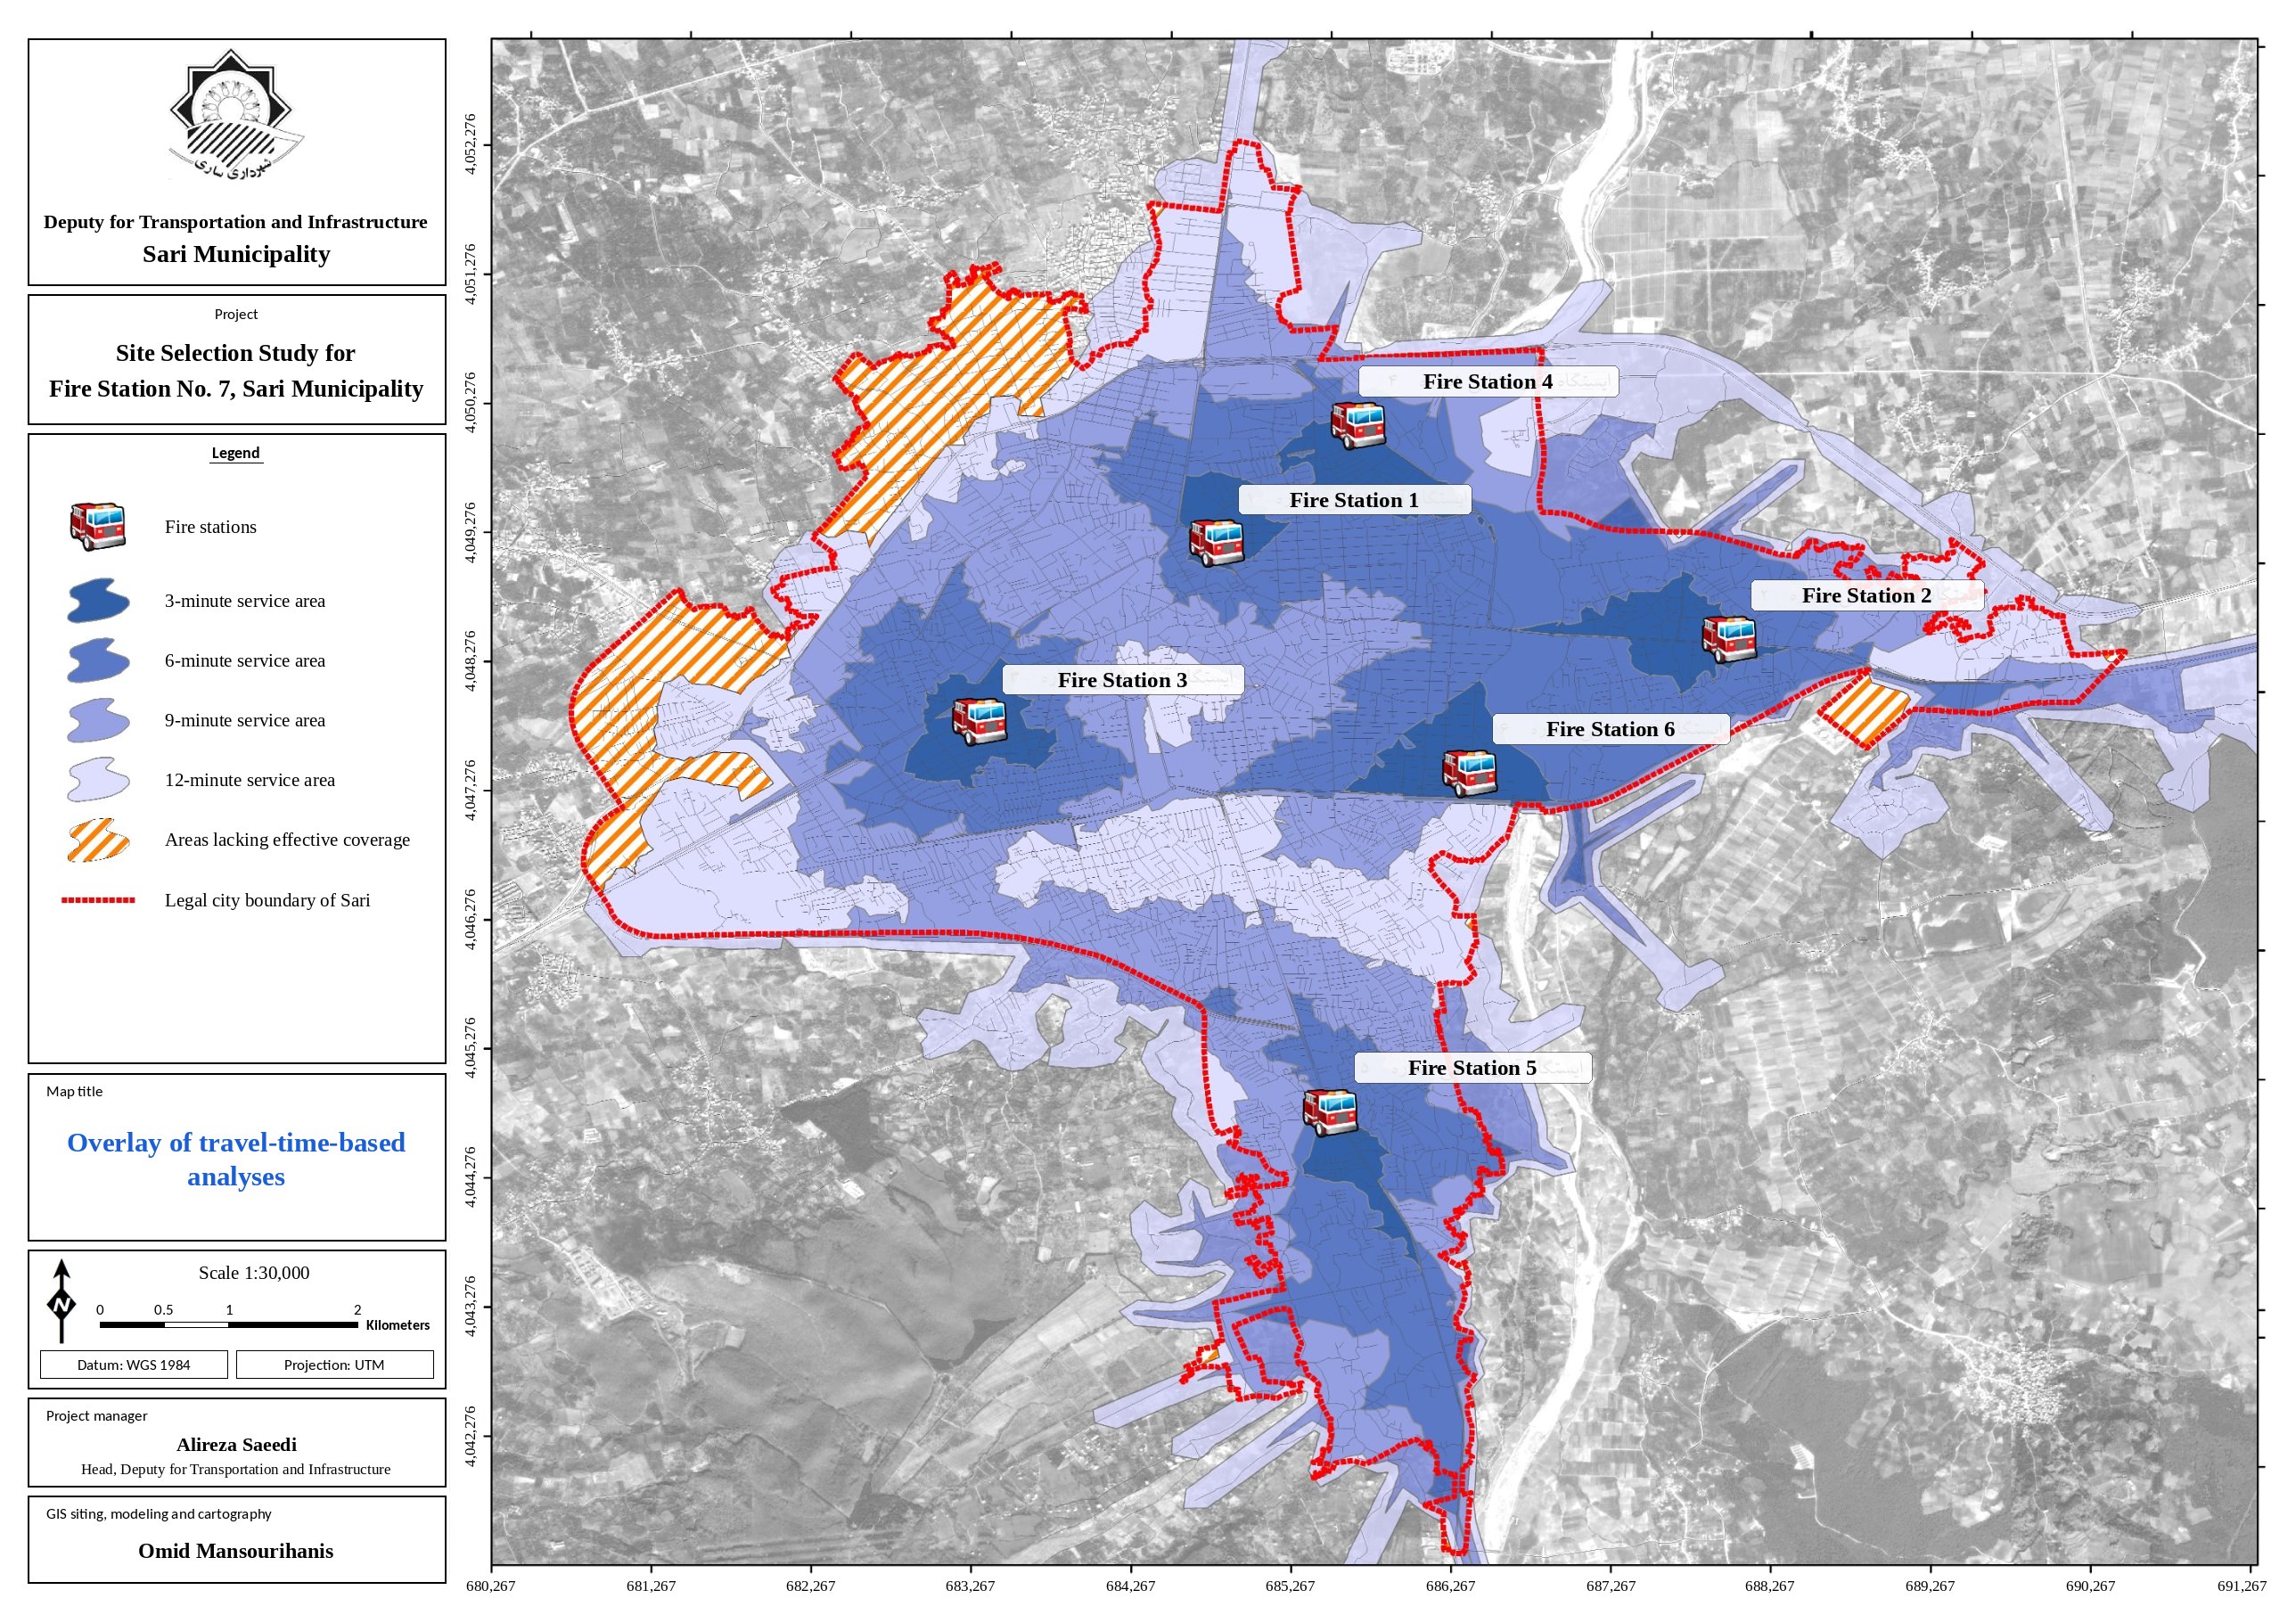 شهرداری ساری
Deputy for Transportation and Infrastructure
Sari Municipality
Project
Site Selection Study for
Fire Station No. 7, Sari Municipality
Legend
Fire stations
3-minute service area
6-minute service area
9-minute service area
12-minute service area
Areas lacking effective coverage
Legal city boundary of Sari
Map title
Overlay of travel-time-based
analyses
N
Scale 1:30,000
0 0.5 1 2
Kilometers
Datum: WGS 1984
Projection: UTM
Project manager
Alireza Saeedi
Head, Deputy for Transportation and Infrastructure
GIS siting, modeling and cartography
Omid Mansourihanis
4,052,276
4,051,276
4,050,276
4,049,276
4,048,276
4,047,276
4,046,276
4,045,276
4,044,276
4,043,276
4,042,276
Fire Station 4
Fire Station 1
Fire Station 2
Fire Station 3
Fire Station 6
Fire Station 5
680,267 681,267 682,267 683,267 684,267 685,267 686,267 687,267 688,267 689,267 690,267 691,267